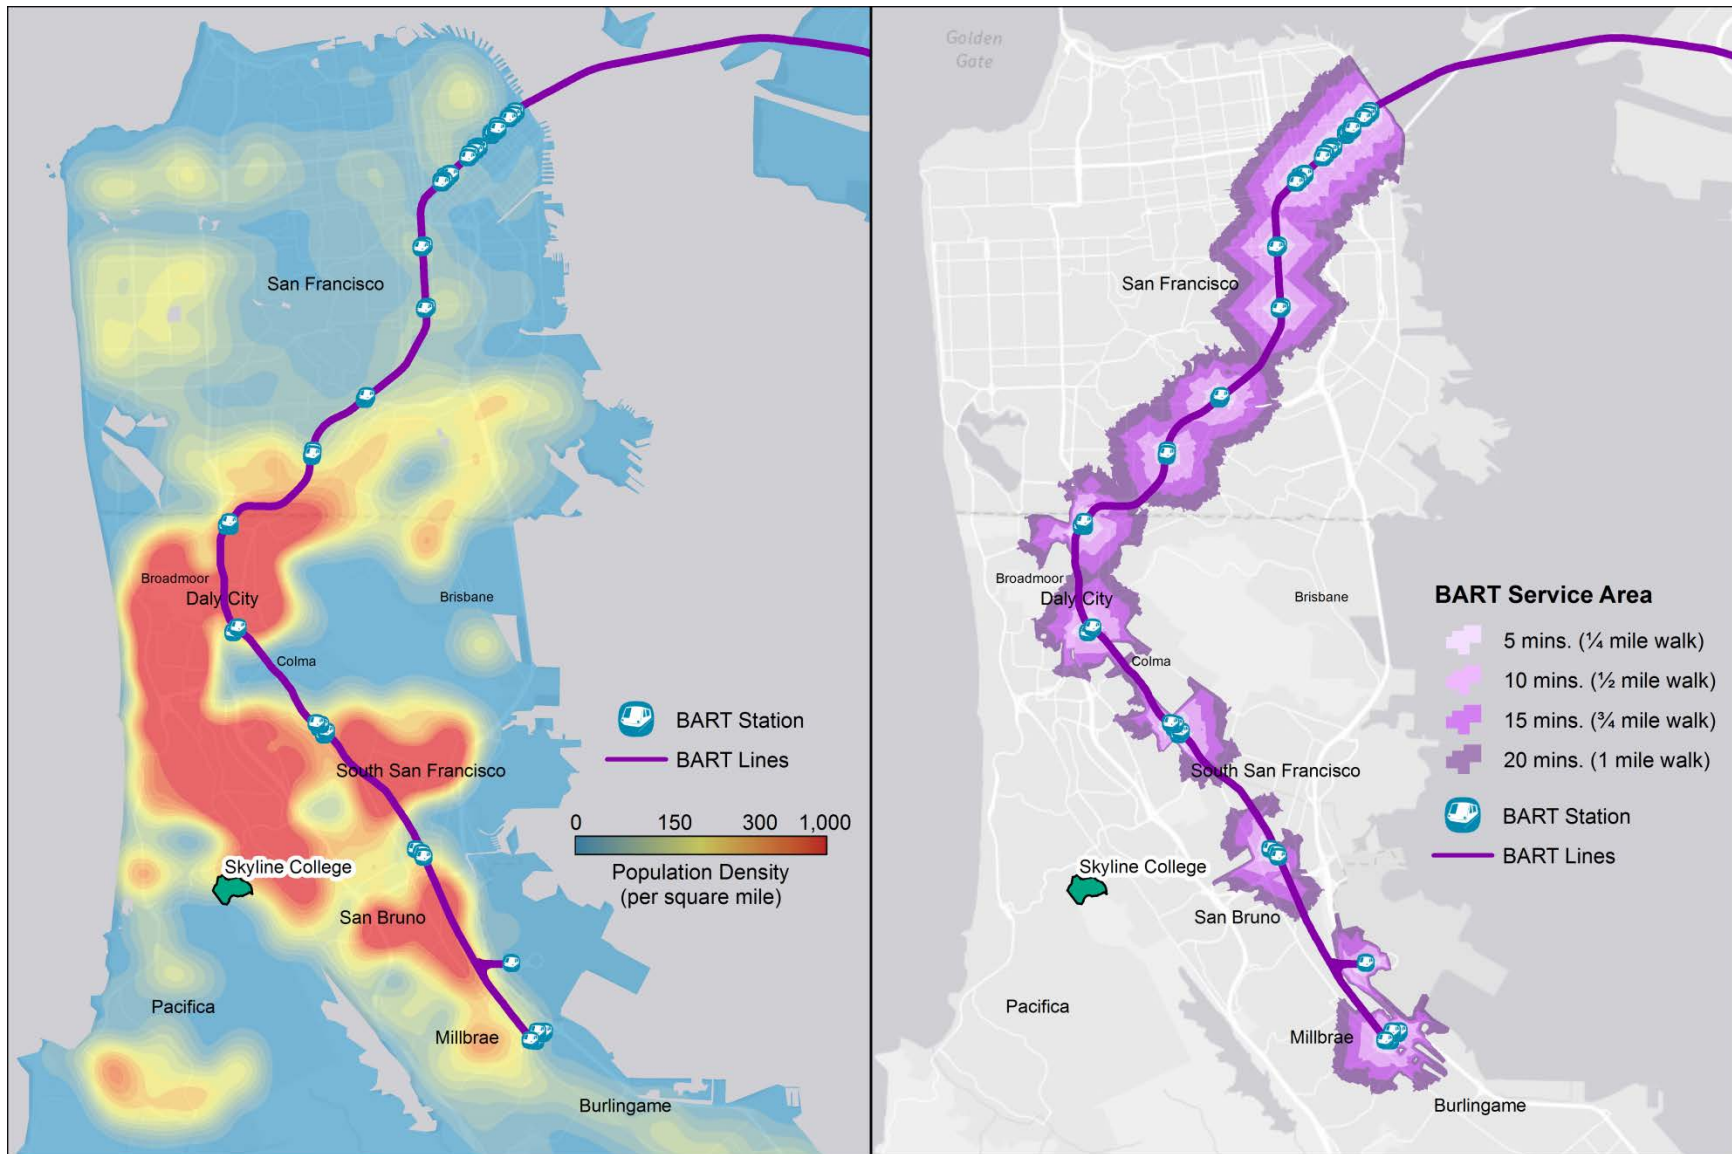 San Francisco
Broadmoor
Daly City
Brisbane
Colma
BART Station
South San Francisco
BART Lines
0 150 300 1,000
Population Density
(per square mile)
Skyline College
San Bruno
Pacifica
Millbrae
Burlingame
Golden
Gate
San Francisco
Broadmoor
Daly City
Brisbane
Colma
BART Service Area
5 mins. (¼ mile walk)
10 mins. (½ mile walk)
15 mins. (¾ mile walk)
20 mins. (1 mile walk)
South San Francisco
BART Station
BART Lines
Skyline College
San Bruno
Pacifica
Millbrae
Burlingame